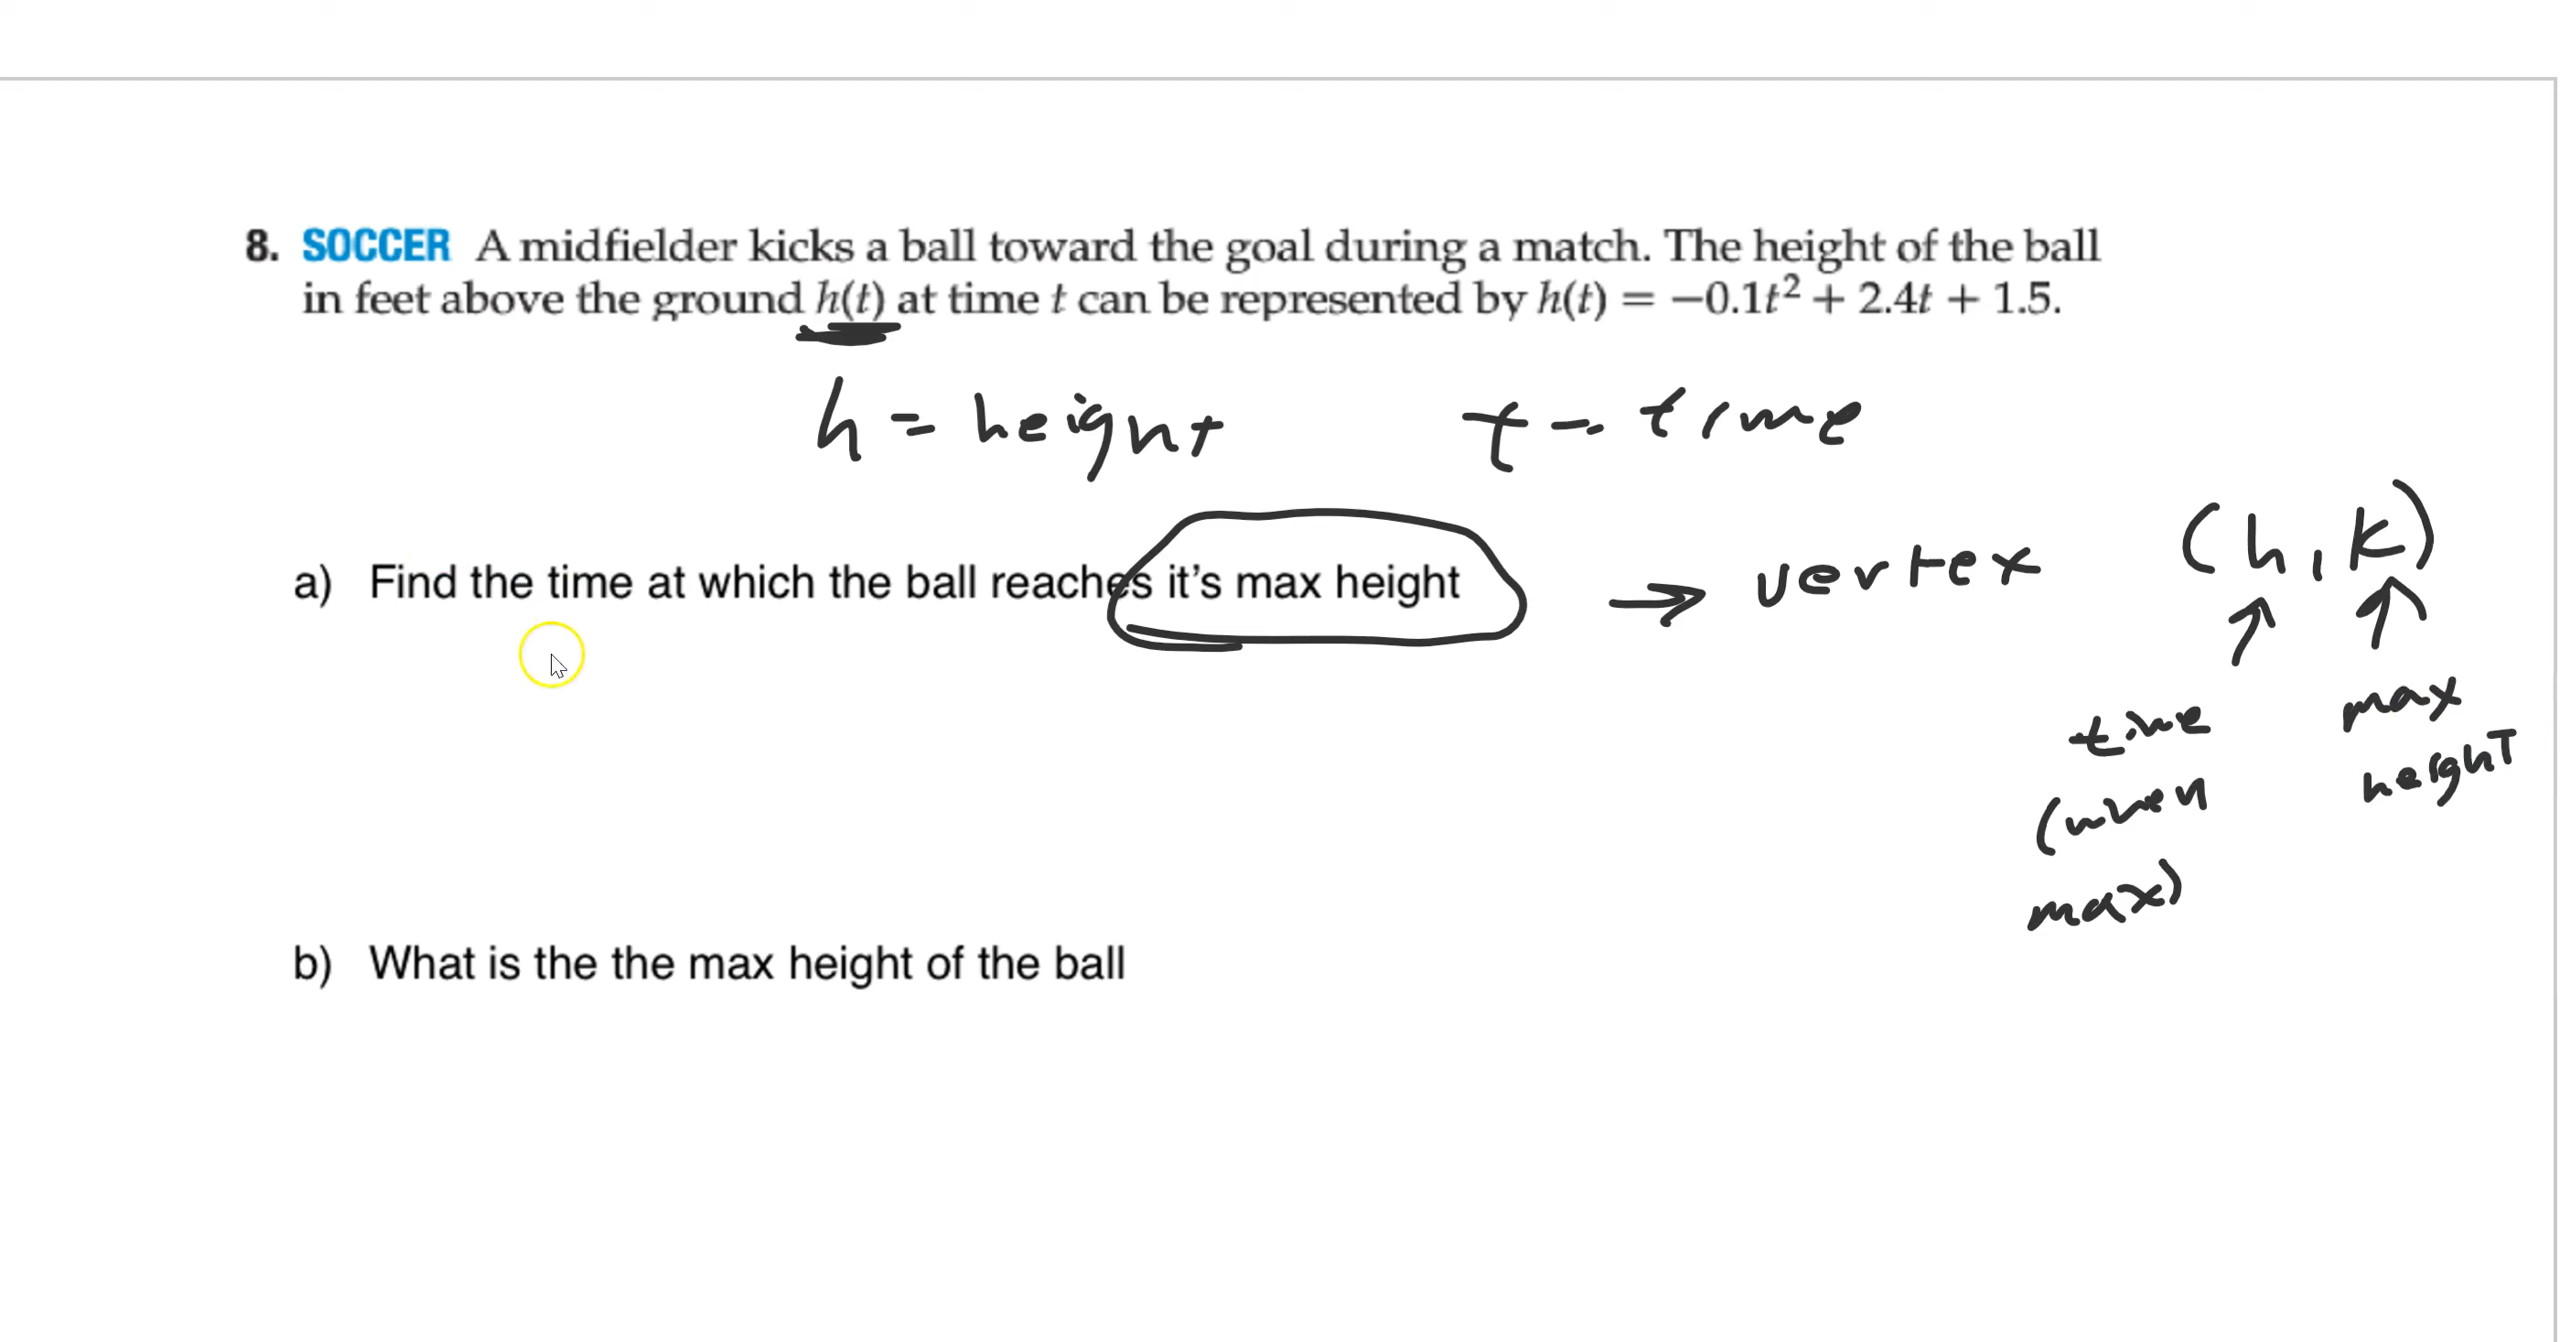 8. SOCCER A midfielder kicks a ball toward the goal during a match. The height of the ball
in feet above the ground h(t) at time t can be represented by h(t) = −0.1t² + 2.4t + 1.5.
h = height t - time
a) Find the time at which the ball reaches it's max height → vertex (h, k)
time (when max)
max height
b) What is the the max height of the ball